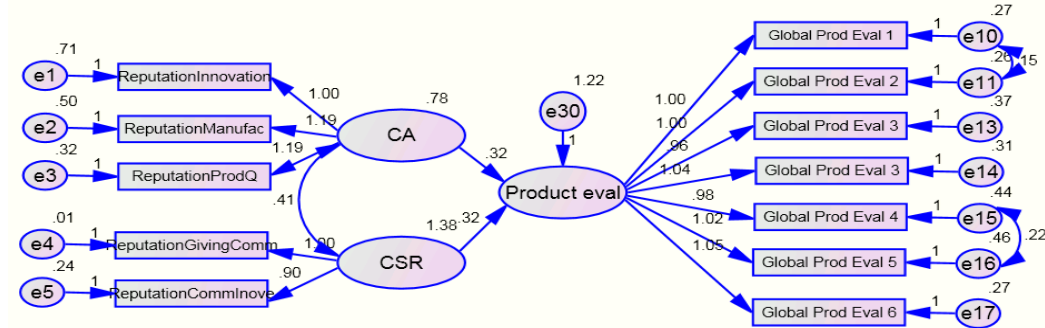 .71
e1
1
ReputationInnovation
.50
e2
1
ReputationManufac
.32
e3
1
ReputationProdQ
.01
e4
1
ReputationGivingComm
.24
e5
1
ReputationCommInove
1.00
1.19
1.19
.78
CA
.41
1.00
.90
1.38
CSR
.32
.32
1.22
e30
1
Product eval
1.00
1.00
.96
1.04
.98
1.02
1.05
Global Prod Eval 1
1
.27
e10
Global Prod Eval 2
1
.26
e11
.15
Global Prod Eval 3
1
.37
e13
Global Prod Eval 3
1
.31
e14
Global Prod Eval 4
1
.44
e15
Global Prod Eval 5
1
.46
e16
.22
Global Prod Eval 6
1
.27
e17